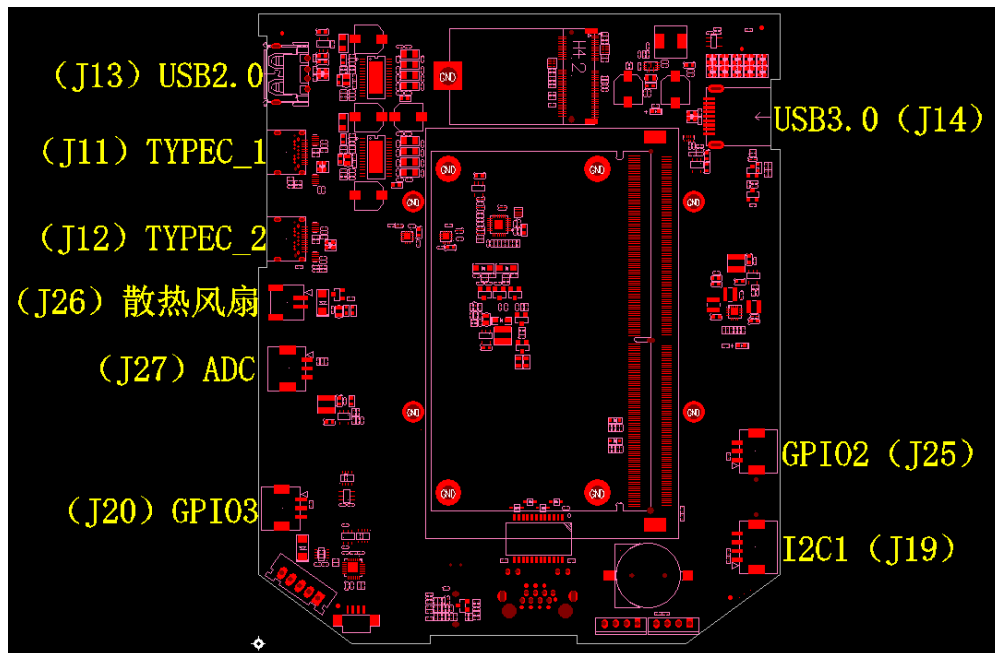 H4.2
GND
（J13）USB2.0
USB3.0（J14）
（J11）TYPEC_1
GND
GND
GND
GND
（J12）TYPEC_2
（J26）散热风扇
（J27）ADC
GND
GND
GPIO2（J25）
GND
GND
（J20）GPIO3
I2C1（J19）